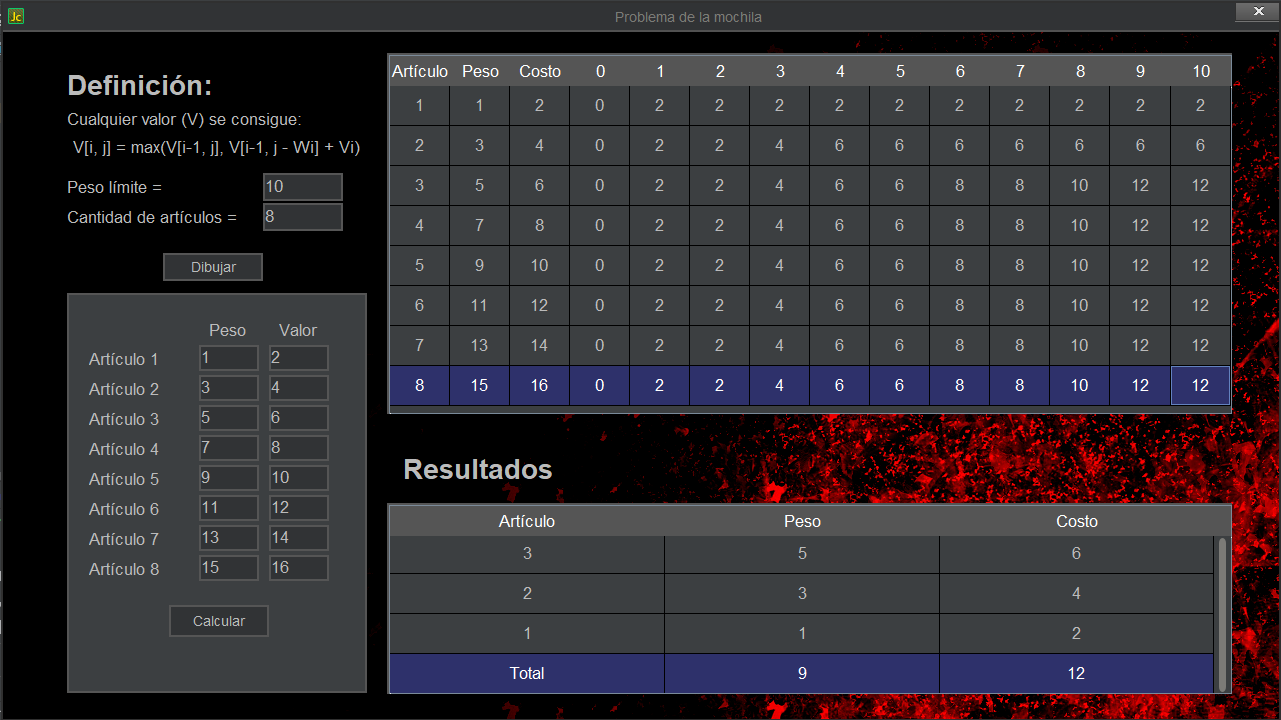 Jc Problema de la mochila ✕
Definición:
Cualquier valor (V) se consigue:
V[i, j] = max(V[i-1, j], V[i-1, j - Wi] + Vi)
Peso límite = 10
Cantidad de artículos = 8
Dibujar
Peso Valor
Artículo 1 1 2
Artículo 2 3 4
Artículo 3 5 6
Artículo 4 7 8
Artículo 5 9 10
Artículo 6 11 12
Artículo 7 13 14
Artículo 8 15 16
Calcular
Artículo Peso Costo 0 1 2 3 4 5 6 7 8 9 10
1 1 2 0 2 2 2 2 2 2 2 2 2 2
2 3 4 0 2 2 4 6 6 6 6 6 6 6
3 5 6 0 2 2 4 6 6 8 8 10 12 12
4 7 8 0 2 2 4 6 6 8 8 10 12 12
5 9 10 0 2 2 4 6 6 8 8 10 12 12
6 11 12 0 2 2 4 6 6 8 8 10 12 12
7 13 14 0 2 2 4 6 6 8 8 10 12 12
8 15 16 0 2 2 4 6 6 8 8 10 12 12
Resultados
Artículo Peso Costo
3 5 6
2 3 4
1 1 2
Total 9 12